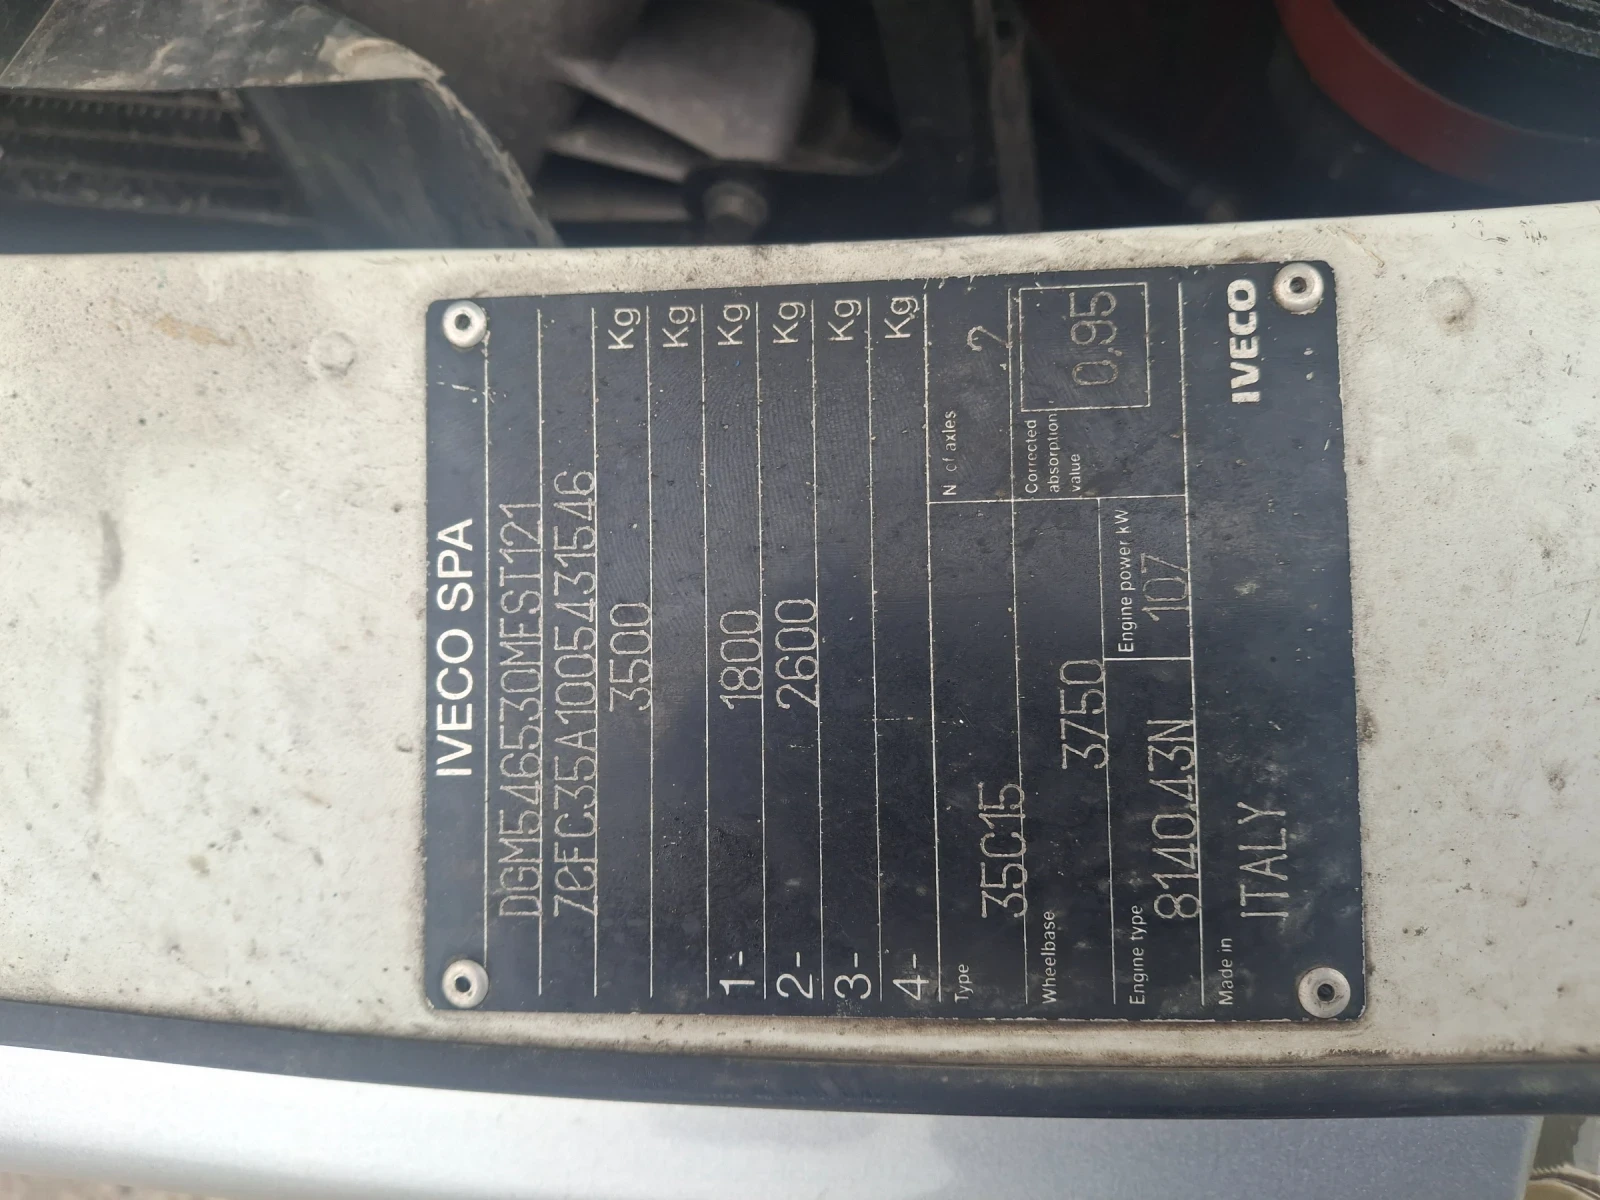 IVECO SPA
DGM546530MEST121
ZCFC35A1005431546
3500 Kg
Kg
1- 1800 Kg
2- 2600 Kg
3- Kg
4- Kg
Type 35C15
N of axles 2
Wheelbase 3750
Corrected absorption value 0,95
Engine type 8140.43N
Engine power kW 107
Made in ITALY
IVECO